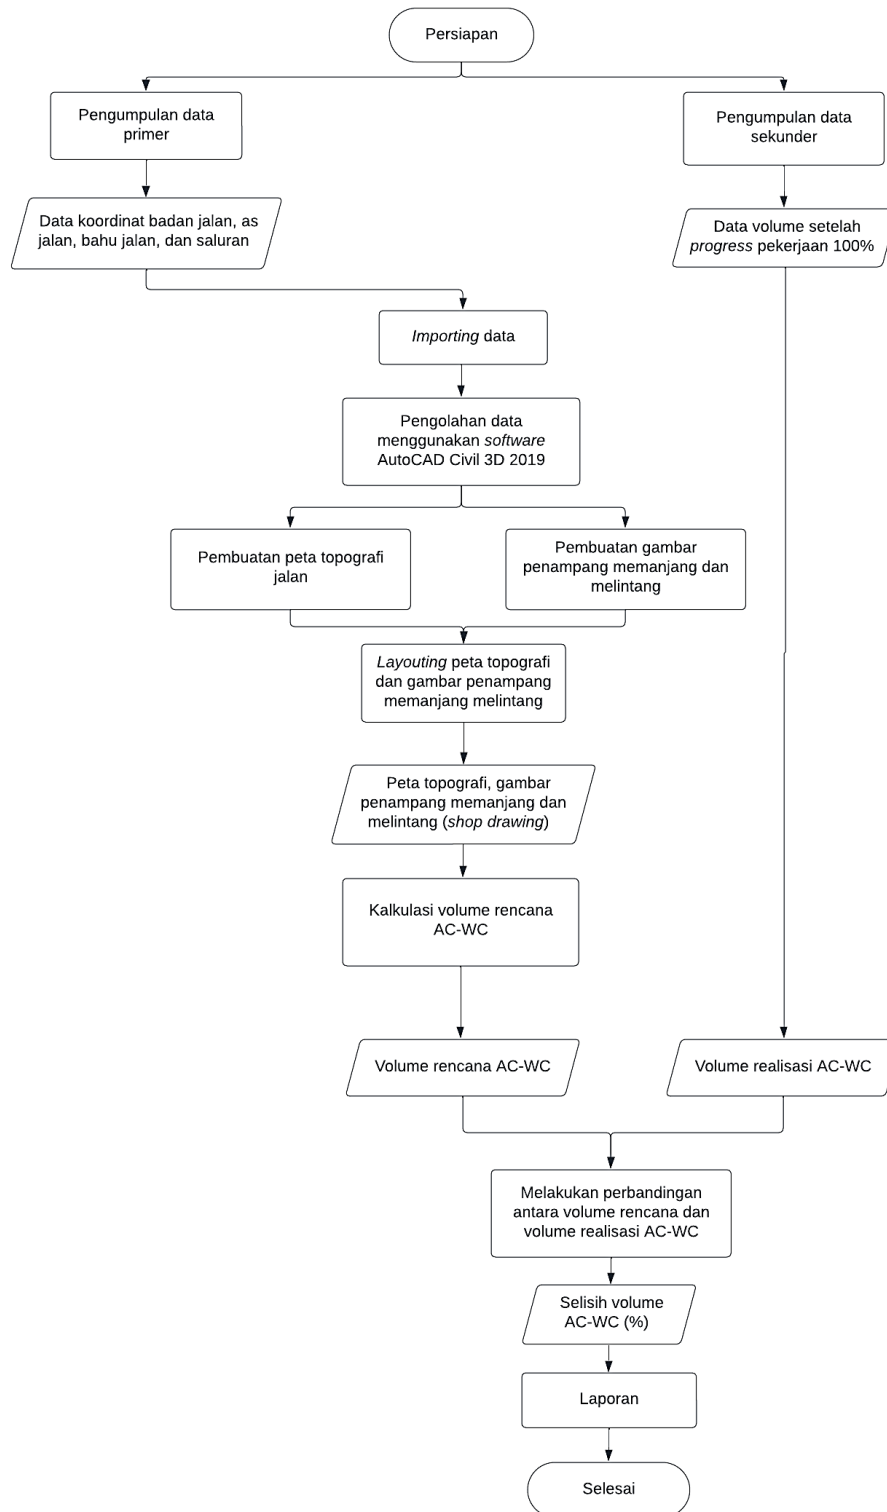 Persiapan
Pengumpulan data
primer
Pengumpulan data
sekunder
Data koordinat badan jalan, as
jalan, bahu jalan, dan saluran
Data volume setelah
progress pekerjaan 100%
Importing data
Pengolahan data
menggunakan software
AutoCAD Civil 3D 2019
Pembuatan peta topografi
jalan
Pembuatan gambar
penampang memanjang dan
melintang
Layouting peta topografi
dan gambar penampang
memanjang melintang
Peta topografi, gambar
penampang memanjang dan
melintang (shop drawing)
Kalkulasi volume rencana
AC-WC
Volume rencana AC-WC
Volume realisasi AC-WC
Melakukan perbandingan
antara volume rencana dan
volume realisasi AC-WC
Selisih volume
AC-WC (%)
Laporan
Selesai